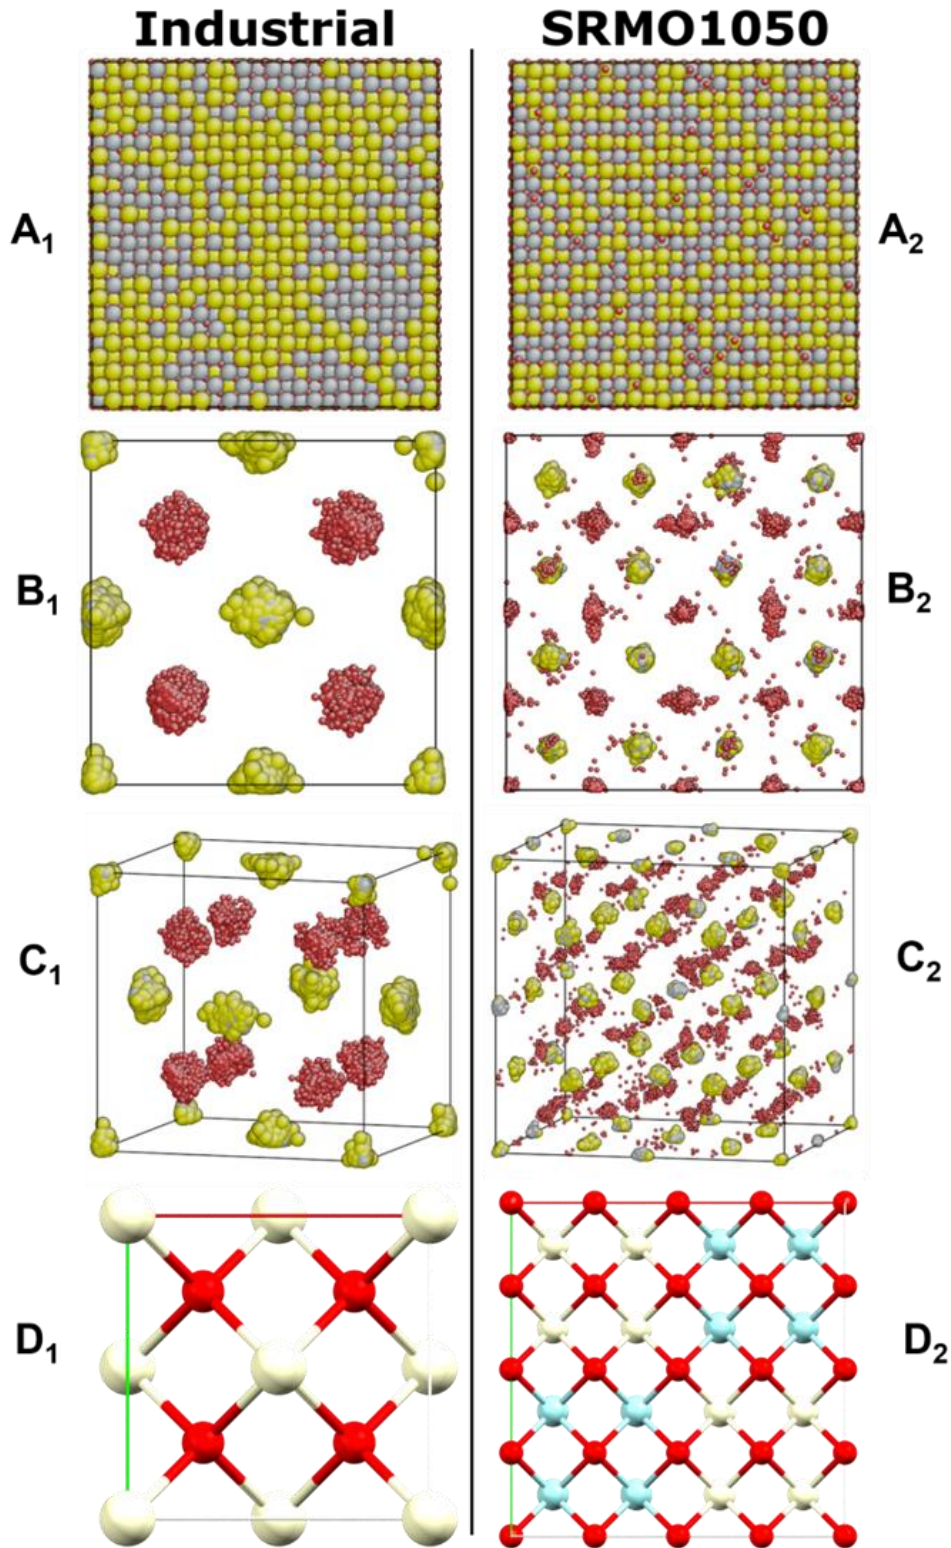 Industrial SRMO1050
A₁ A₂
B₁ B₂
C₁ C₂
D₁ D₂